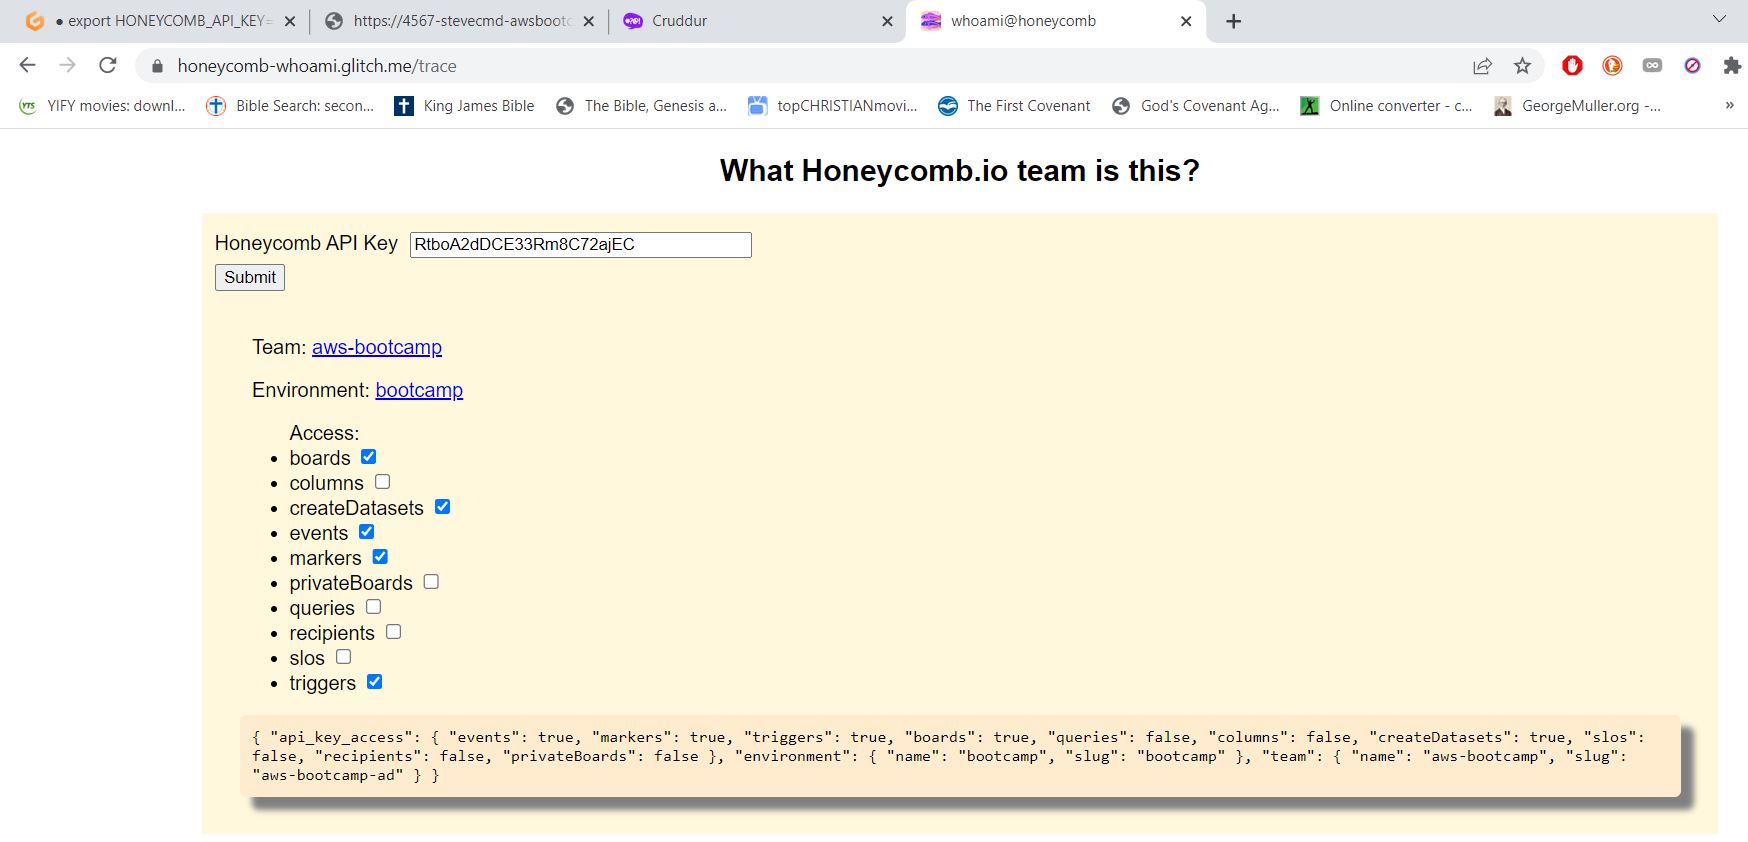 ● export HONEYCOMB_API_KEY=
https://4567-stevecmd-awsbootc
Cruddur
whoami@honeycomb
honeycomb-whoami.glitch.me/trace
YTS YIFY movies: downl... Bible Search: secon... King James Bible The Bible, Genesis a... topCHRISTIANmovi... The First Covenant God's Covenant Ag... Online converter - c... GeorgeMuller.org -... »
What Honeycomb.io team is this?
Honeycomb API Key RtboA2dDCE33Rm8C72ajEC
Submit
Team: aws-bootcamp
Environment: bootcamp
Access:
• boards
• columns
• createDatasets
• events
• markers
• privateBoards
• queries
• recipients
• slos
• triggers
{ "api_key_access": { "events": true, "markers": true, "triggers": true, "boards": true, "queries": false, "columns": false, "createDatasets": true, "slos":
false, "recipients": false, "privateBoards": false }, "environment": { "name": "bootcamp", "slug": "bootcamp" }, "team": { "name": "aws-bootcamp", "slug":
"aws-bootcamp-ad" } }